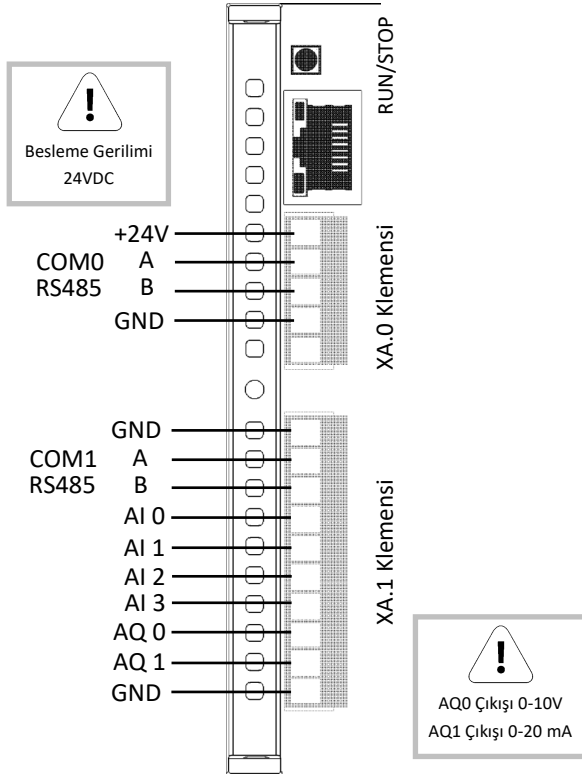 RUN/STOP
!
Besleme Gerilimi
24VDC
+24V
COM0 A
RS485 B
GND
XA.0 Klemensi
GND
COM1 A
RS485 B
AI 0
AI 1
AI 2
AI 3
AQ 0
AQ 1
GND
XA.1 Klemensi
!
AQ0 Çıkışı 0-10V
AQ1 Çıkışı 0-20 mA